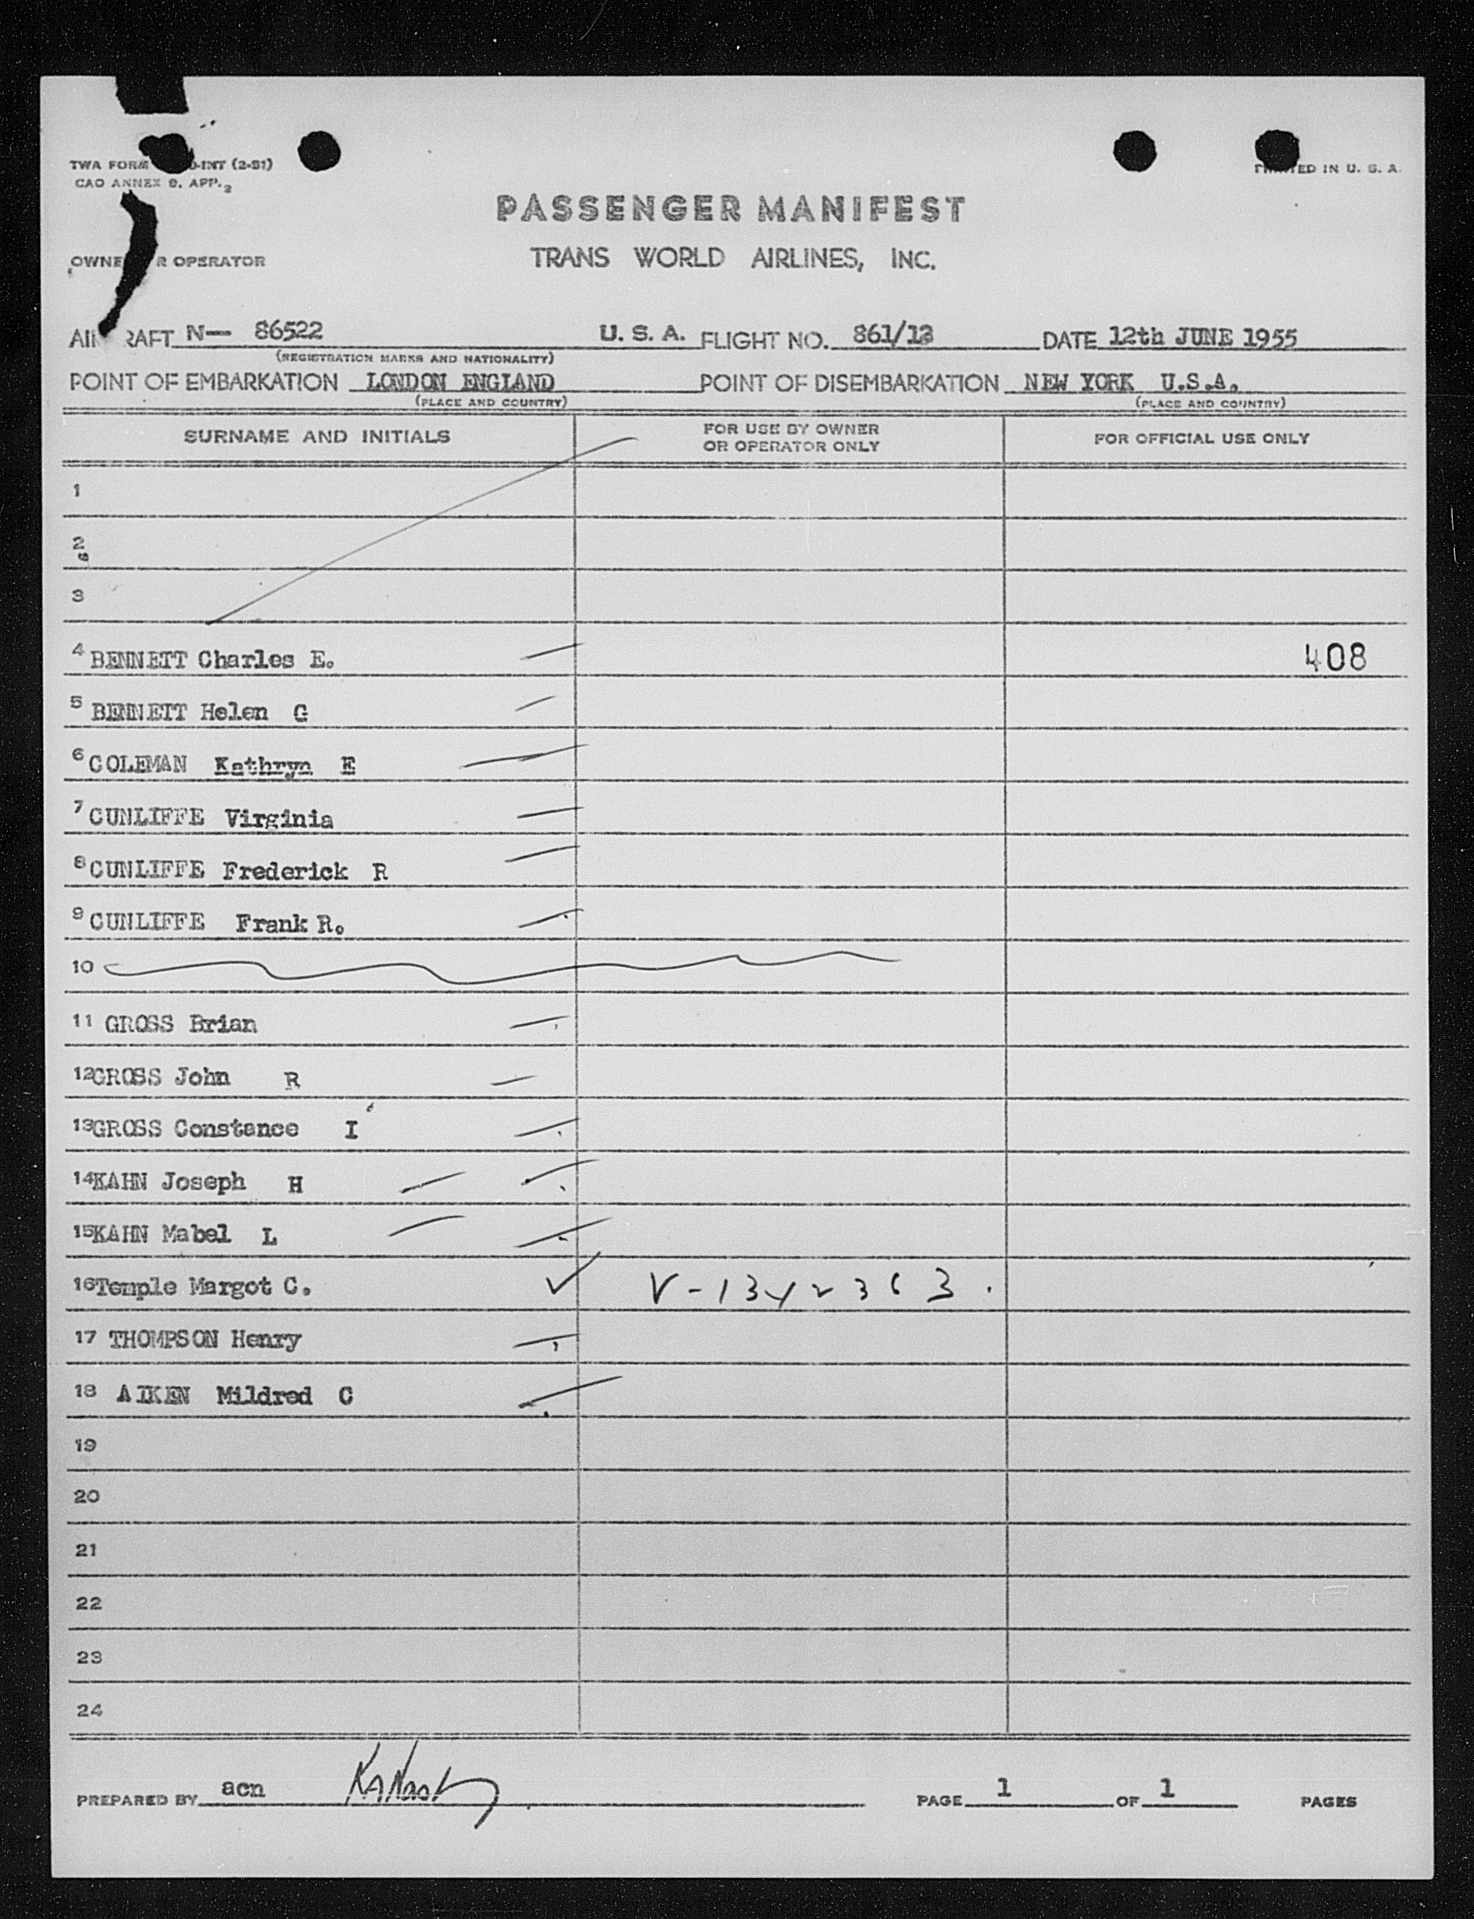 TWA FORM -INT (2-51)
CAO ANNEX 9. APP. 2
PRINTED IN U. S. A.
PASSENGER MANIFEST
OWNER OR OPERATOR TRANS WORLD AIRLINES, INC.
AIRCRAFT N— 86522 U. S. A. FLIGHT NO. 861/12 DATE 12th JUNE 1955
(REGISTRATION MARKS AND NATIONALITY)
POINT OF EMBARKATION LONDON ENGLAND POINT OF DISEMBARKATION NEW YORK U.S.A.
(PLACE AND COUNTRY) (PLACE AND COUNTRY)
SURNAME AND INITIALS FOR USE BY OWNER OR OPERATOR ONLY FOR OFFICIAL USE ONLY
1
2
3
4 BENNETT Charles E. 408
5 BENNETT Helen G
6 COLEMAN Kathryn E
7 CUNLIFFE Virginia
8 CUNLIFFE Frederick R
9 CUNLIFFE Frank R.
10
11 GROSS Brian
12 GROSS John R
13 GROSS Constance I
14 KAHN Joseph H
15 KAHN Mabel L
16 Temple Margot C. V-1342363.
17 THOMPSON Henry
18 AIKEN Mildred C
19
20
21
22
23
24
PREPARED BY acn PAGE 1 OF 1 PAGES